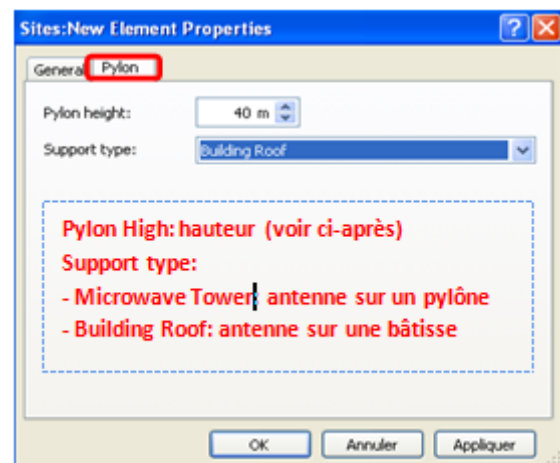 Sites:New Element Properties
General Pylon
Pylon height: 40 m
Support type: Building Roof
Pylon High: hauteur (voir ci-après)
Support type:
- Microwave Tower: antenne sur un pylône
- Building Roof: antenne sur une bâtisse
OK Annuler Appliquer